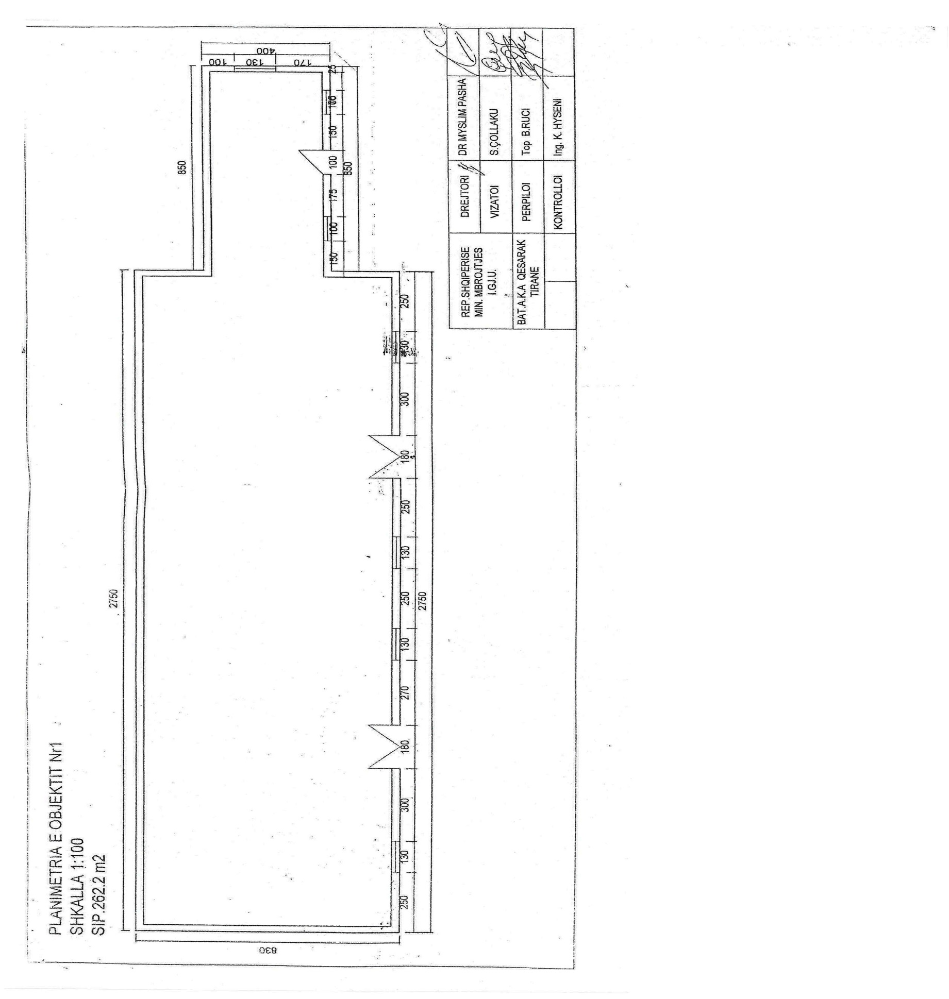 PLANIMETRIA E OBJEKTIT Nr1
SHKALLA 1:100
SIP.262.2 m2
2750
830
850
400
100
130
170
25
150
100
175
100
150
850
250
130
300
180
250
130
250
130
270
180
300
130
250
2750
REP.SHQIPERISE
MIN. MBROJTJES
I.GJ.U.
BAT.A.K.A QESARAK
TIRANE
DREJTORI
DR MYSLIM PASHA
VIZATOI
S.ÇOLLAKU
PERPILOI
Top B.RUCI
KONTROLLOI
Ing. K. HYSENI